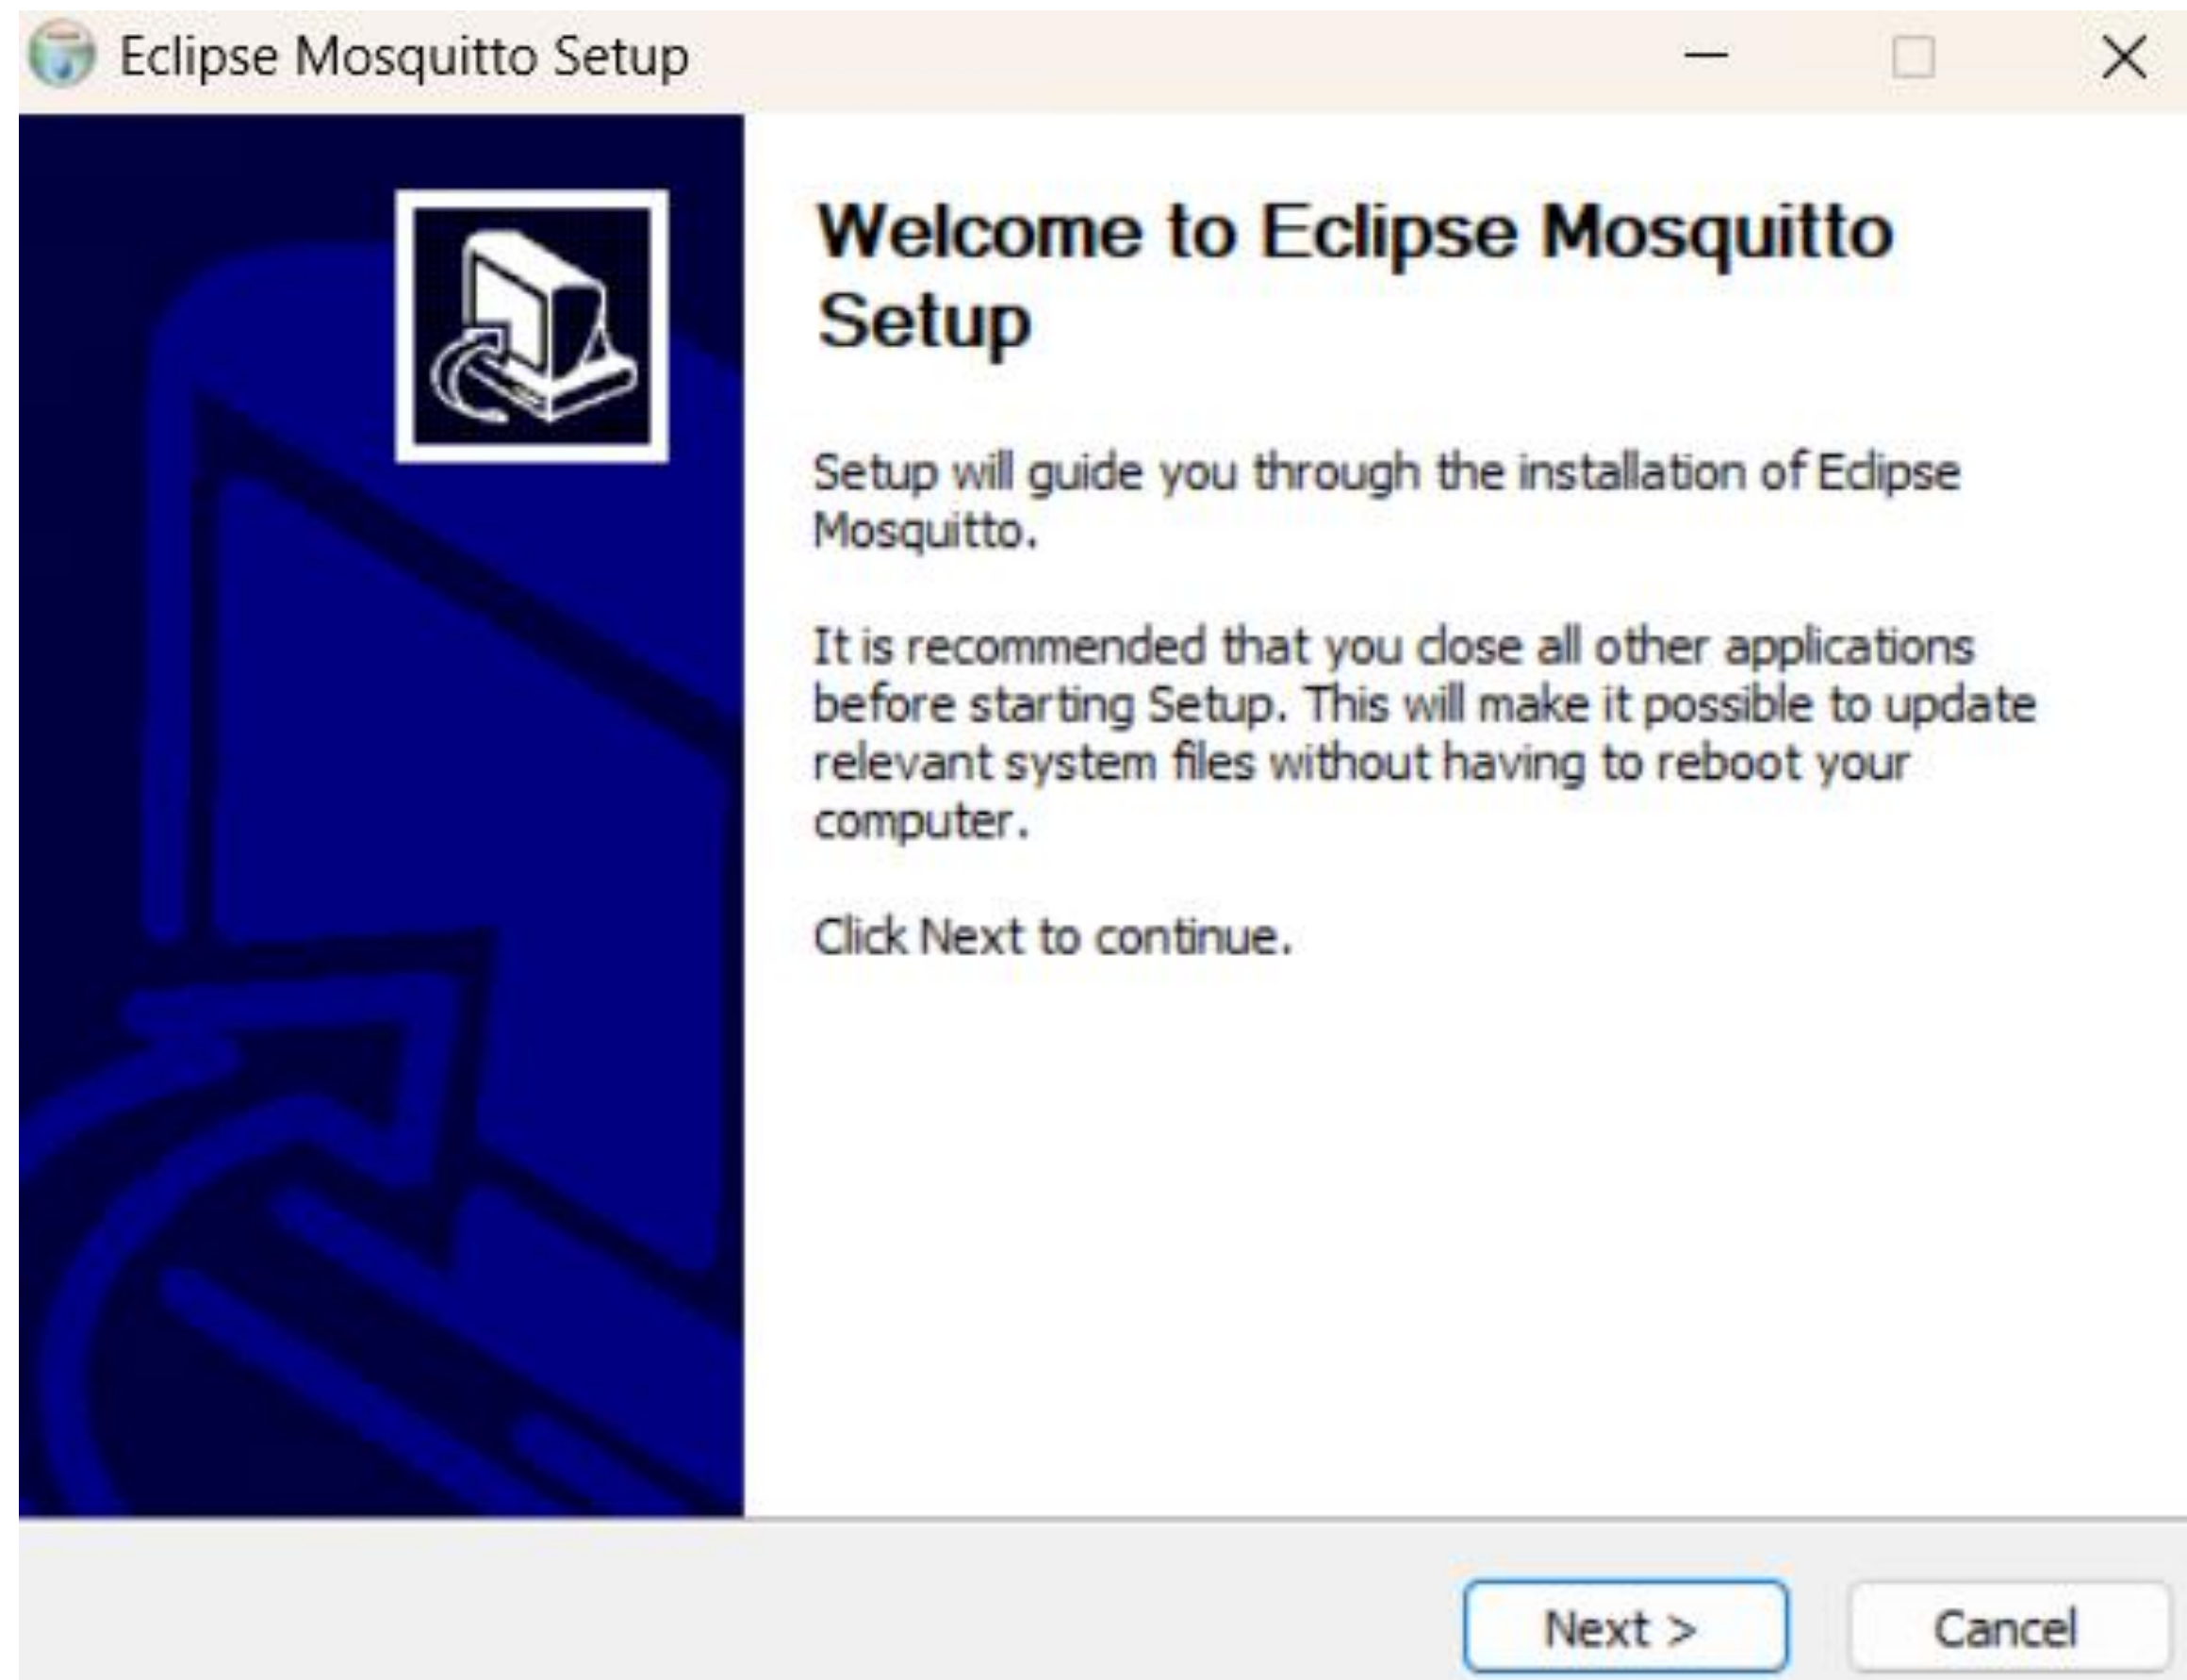 Eclipse Mosquitto Setup
Welcome to Eclipse Mosquitto
Setup
Setup will guide you through the installation of Eclipse
Mosquitto.
It is recommended that you close all other applications
before starting Setup. This will make it possible to update
relevant system files without having to reboot your
computer.
Click Next to continue.
Next >
Cancel